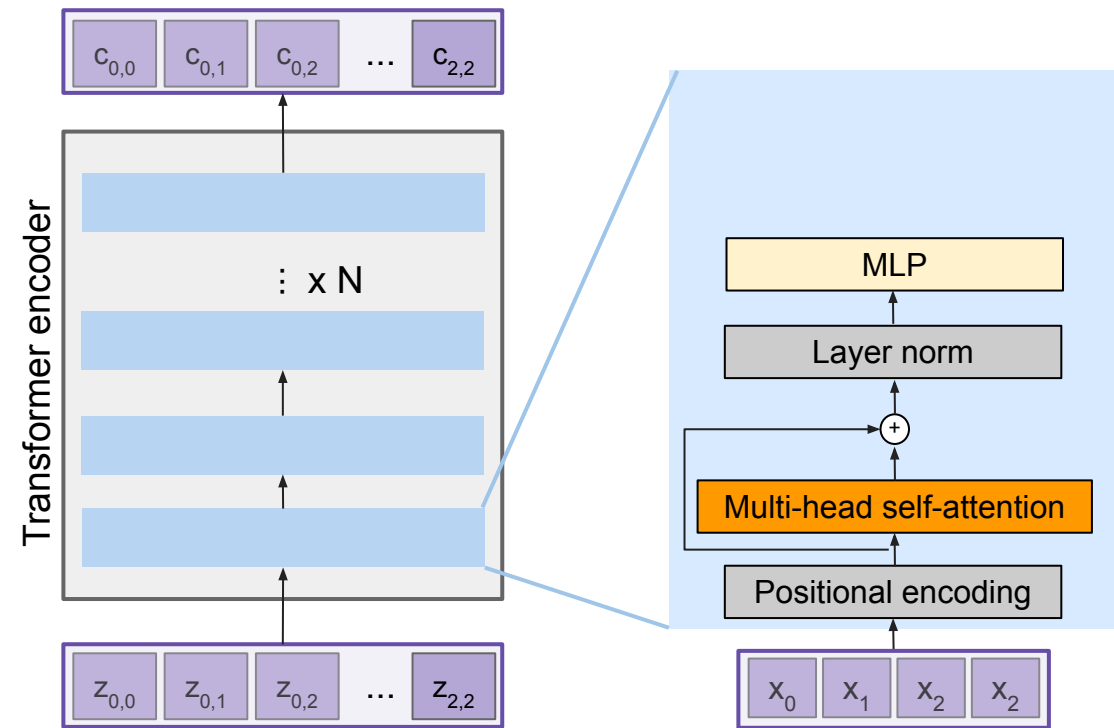 c0,0 c0,1 c0,2 ... c2,2
Transformer encoder
⋮ x N
z0,0 z0,1 z0,2 ... z2,2
MLP
Layer norm
+
Multi-head self-attention
Positional encoding
x0 x1 x2 x2